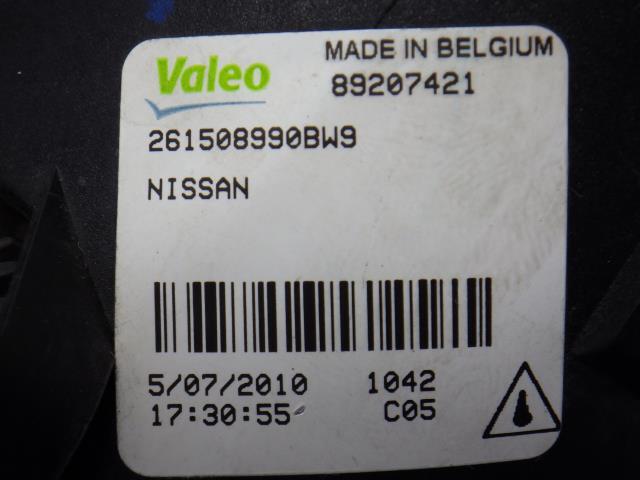 Valeo
MADE IN BELGIUM
89207421
261508990BW9
NISSAN
5/07/2010 1042
17:30:55 C05